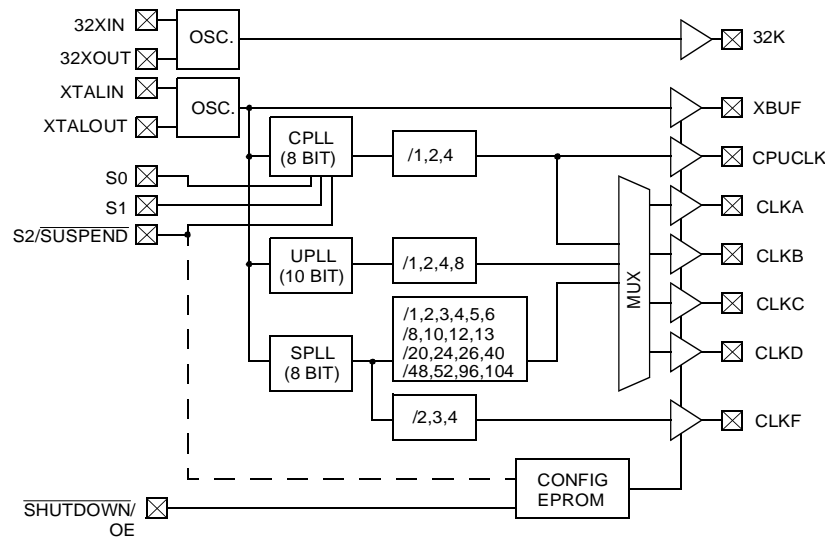 32XIN
OSC.
32K
32XOUT
XTALIN
OSC.
XBUF
XTALOUT
CPLL
(8 BIT)
/1,2,4
CPUCLK
S0
S1
CLKA
S2/SUSPEND
UPLL
(10 BIT)
/1,2,4,8
MUX
CLKB
CLKC
/1,2,3,4,5,6
/8,10,12,13
/20,24,26,40
/48,52,96,104
SPLL
(8 BIT)
CLKD
/2,3,4
CLKF
CONFIG
EPROM
SHUTDOWN/
OE